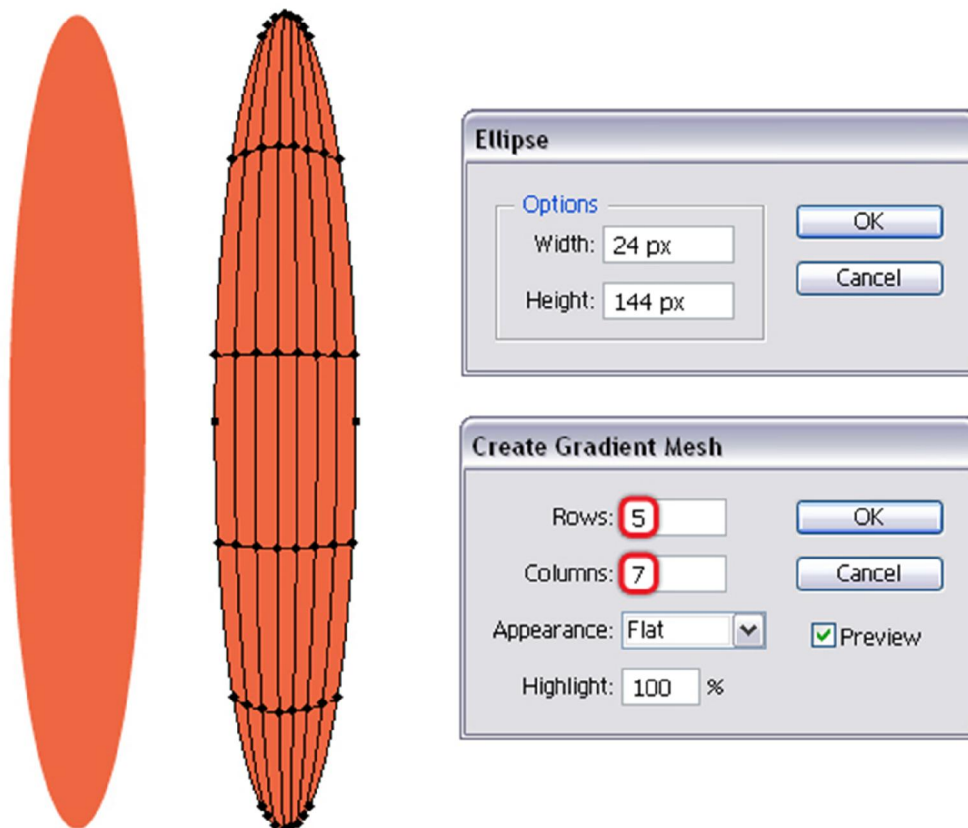 Ellipse
Options
Width: 24 px
OK
Height: 144 px
Cancel
Create Gradient Mesh
Rows: 5
OK
Columns: 7
Cancel
Appearance: Flat
Preview
Highlight: 100 %